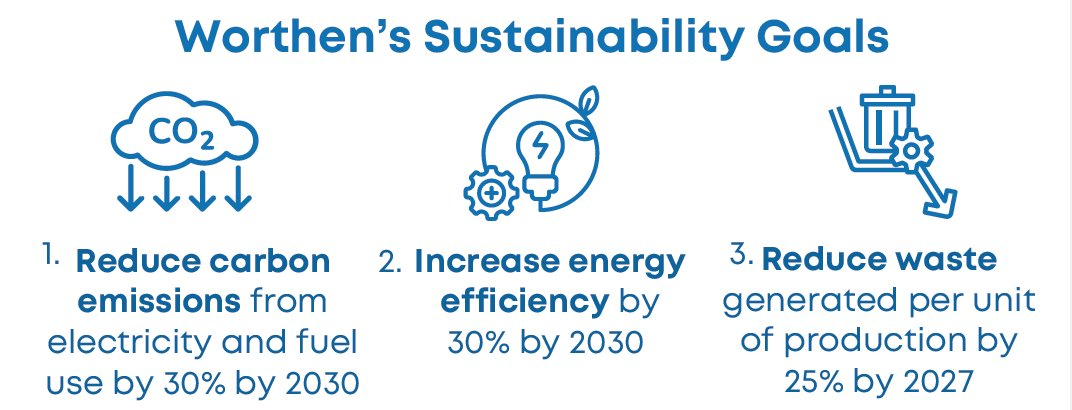 Worthen’s Sustainability Goals
CO₂
1. Reduce carbon
emissions from
electricity and fuel
use by 30% by 2030
2. Increase energy
efficiency by
30% by 2030
3. Reduce waste
generated per unit
of production by
25% by 2027